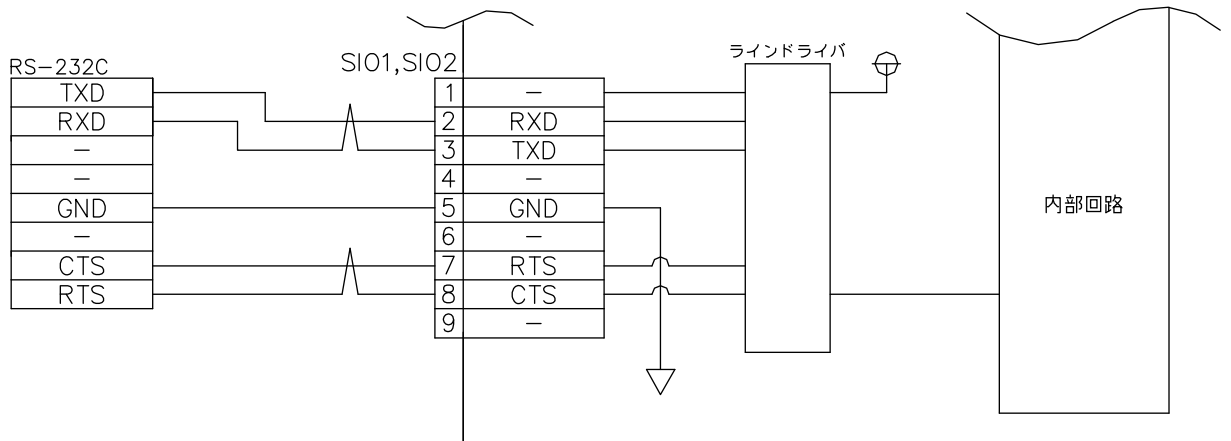 RS-232C
TXD
RXD
-
-
GND
-
CTS
RTS
SIO1,SIO2
1 -
2 RXD
3 TXD
4 -
5 GND
6 -
7 RTS
8 CTS
9 -
ラインドライバ
内部回路